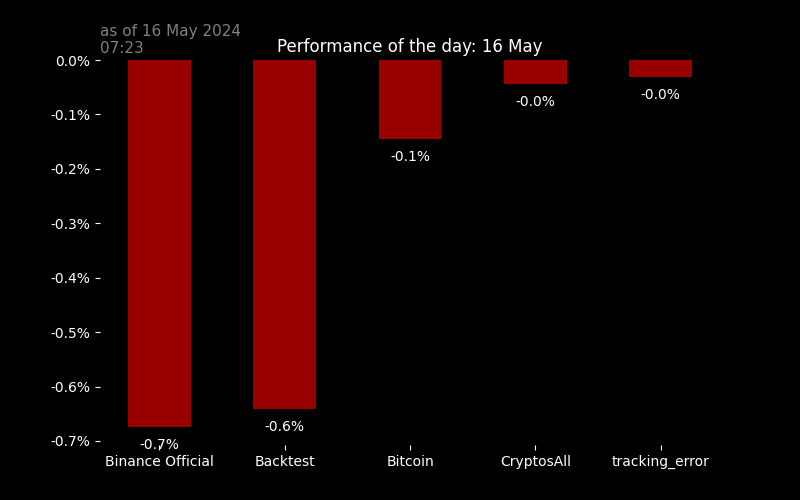 as of 16 May 2024
07:23
Performance of the day: 16 May
0.0%
-0.1%
-0.2%
-0.3%
-0.4%
-0.5%
-0.6%
-0.7%
-0.7%
-0.6%
-0.1%
-0.0%
-0.0%
Binance Official
Backtest
Bitcoin
CryptosAll
tracking_error